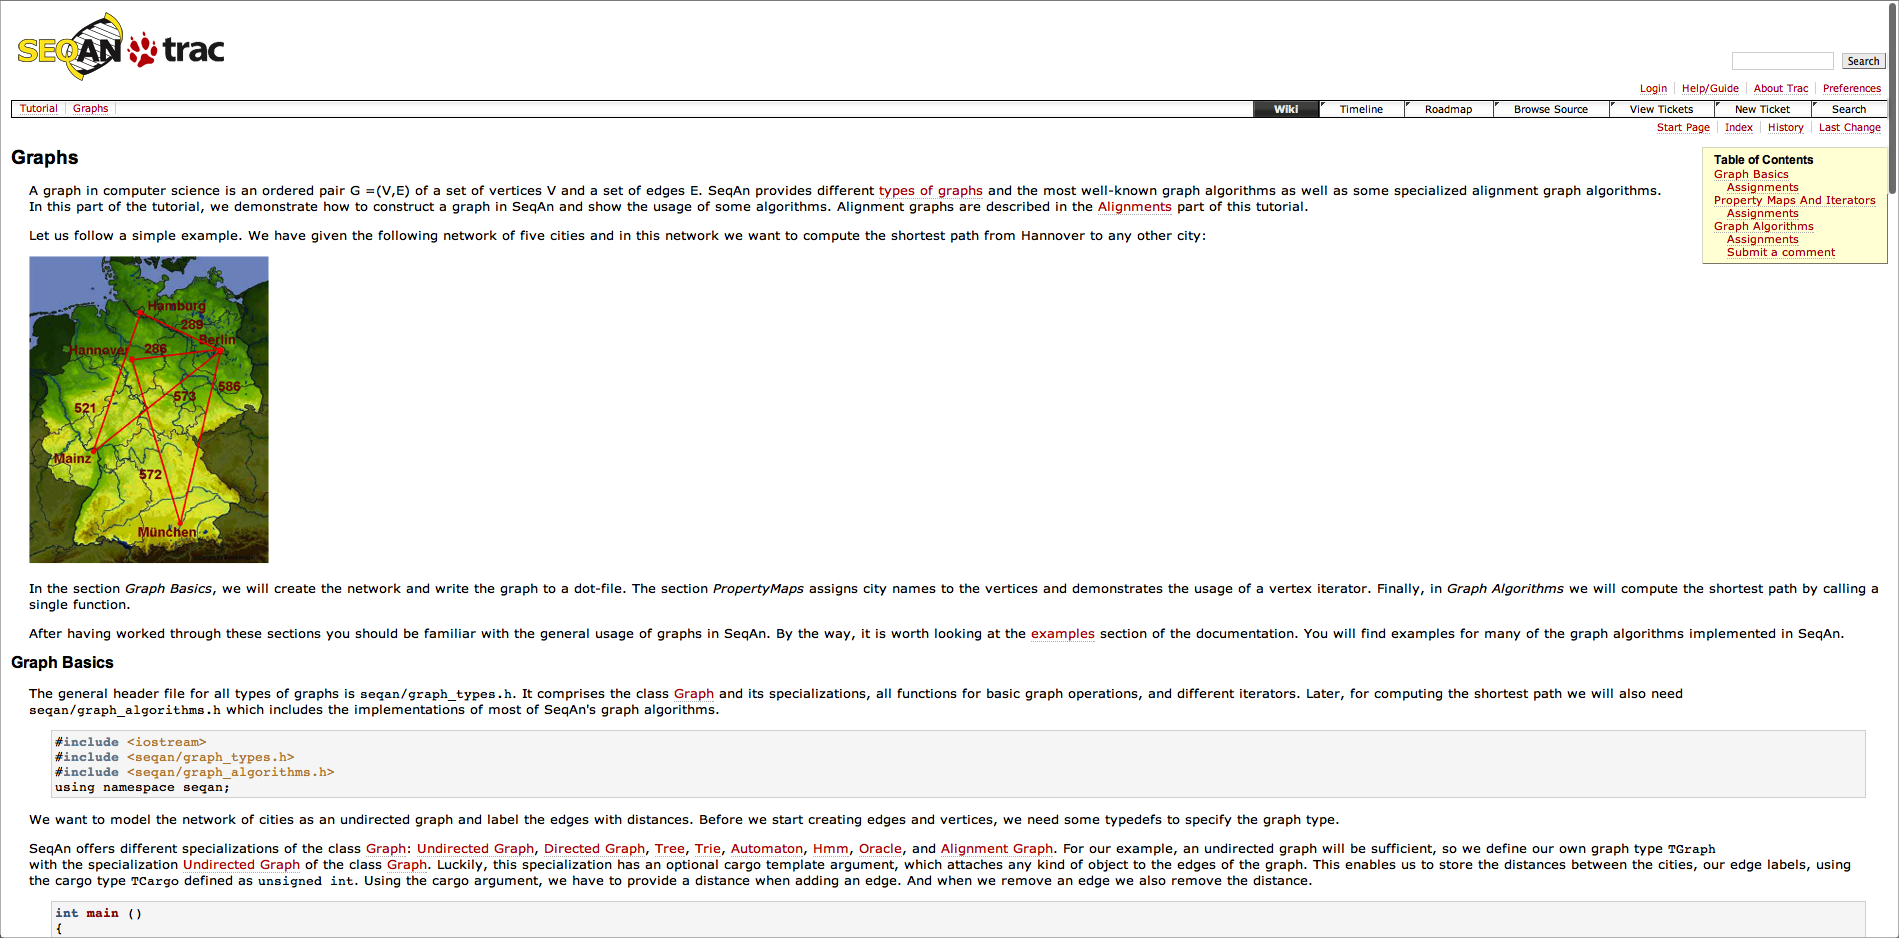 SEQAN trac
Search
Login Help/Guide About Trac Preferences
Tutorial Graphs Wiki Timeline Roadmap Browse Source View Tickets New Ticket Search
Start Page Index History Last Change
Graphs
Table of Contents
Graph Basics
Assignments
Property Maps And Iterators
Assignments
Graph Algorithms
Assignments
Submit a comment
A graph in computer science is an ordered pair G =(V,E) of a set of vertices V and a set of edges E. SeqAn provides different types of graphs and the most well-known graph algorithms as well as some specialized alignment graph algorithms.
In this part of the tutorial, we demonstrate how to construct a graph in SeqAn and show the usage of some algorithms. Alignment graphs are described in the Alignments part of this tutorial.
Let us follow a simple example. We have given the following network of five cities and in this network we want to compute the shortest path from Hannover to any other city:
Hamburg
289
Berlin
Hannover 286
586
573
521
Mainz
572
München
In the section Graph Basics, we will create the network and write the graph to a dot-file. The section PropertyMaps assigns city names to the vertices and demonstrates the usage of a vertex iterator. Finally, in Graph Algorithms we will compute the shortest path by calling a
single function.
After having worked through these sections you should be familiar with the general usage of graphs in SeqAn. By the way, it is worth looking at the examples section of the documentation. You will find examples for many of the graph algorithms implemented in SeqAn.
Graph Basics
The general header file for all types of graphs is seqan/graph_types.h. It comprises the class Graph and its specializations, all functions for basic graph operations, and different iterators. Later, for computing the shortest path we will also need
seqan/graph_algorithms.h which includes the implementations of most of SeqAn's graph algorithms.
#include <iostream>
#include <seqan/graph_types.h>
#include <seqan/graph_algorithms.h>
using namespace seqan;
We want to model the network of cities as an undirected graph and label the edges with distances. Before we start creating edges and vertices, we need some typedefs to specify the graph type.
SeqAn offers different specializations of the class Graph: Undirected Graph, Directed Graph, Tree, Trie, Automaton, Hmm, Oracle, and Alignment Graph. For our example, an undirected graph will be sufficient, so we define our own graph type TGraph
with the specialization Undirected Graph of the class Graph. Luckily, this specialization has an optional cargo template argument, which attaches any kind of object to the edges of the graph. This enables us to store the distances between the cities, our edge labels, using
the cargo type TCargo defined as unsigned int. Using the cargo argument, we have to provide a distance when adding an edge. And when we remove an edge we also remove the distance.
int main ()
{